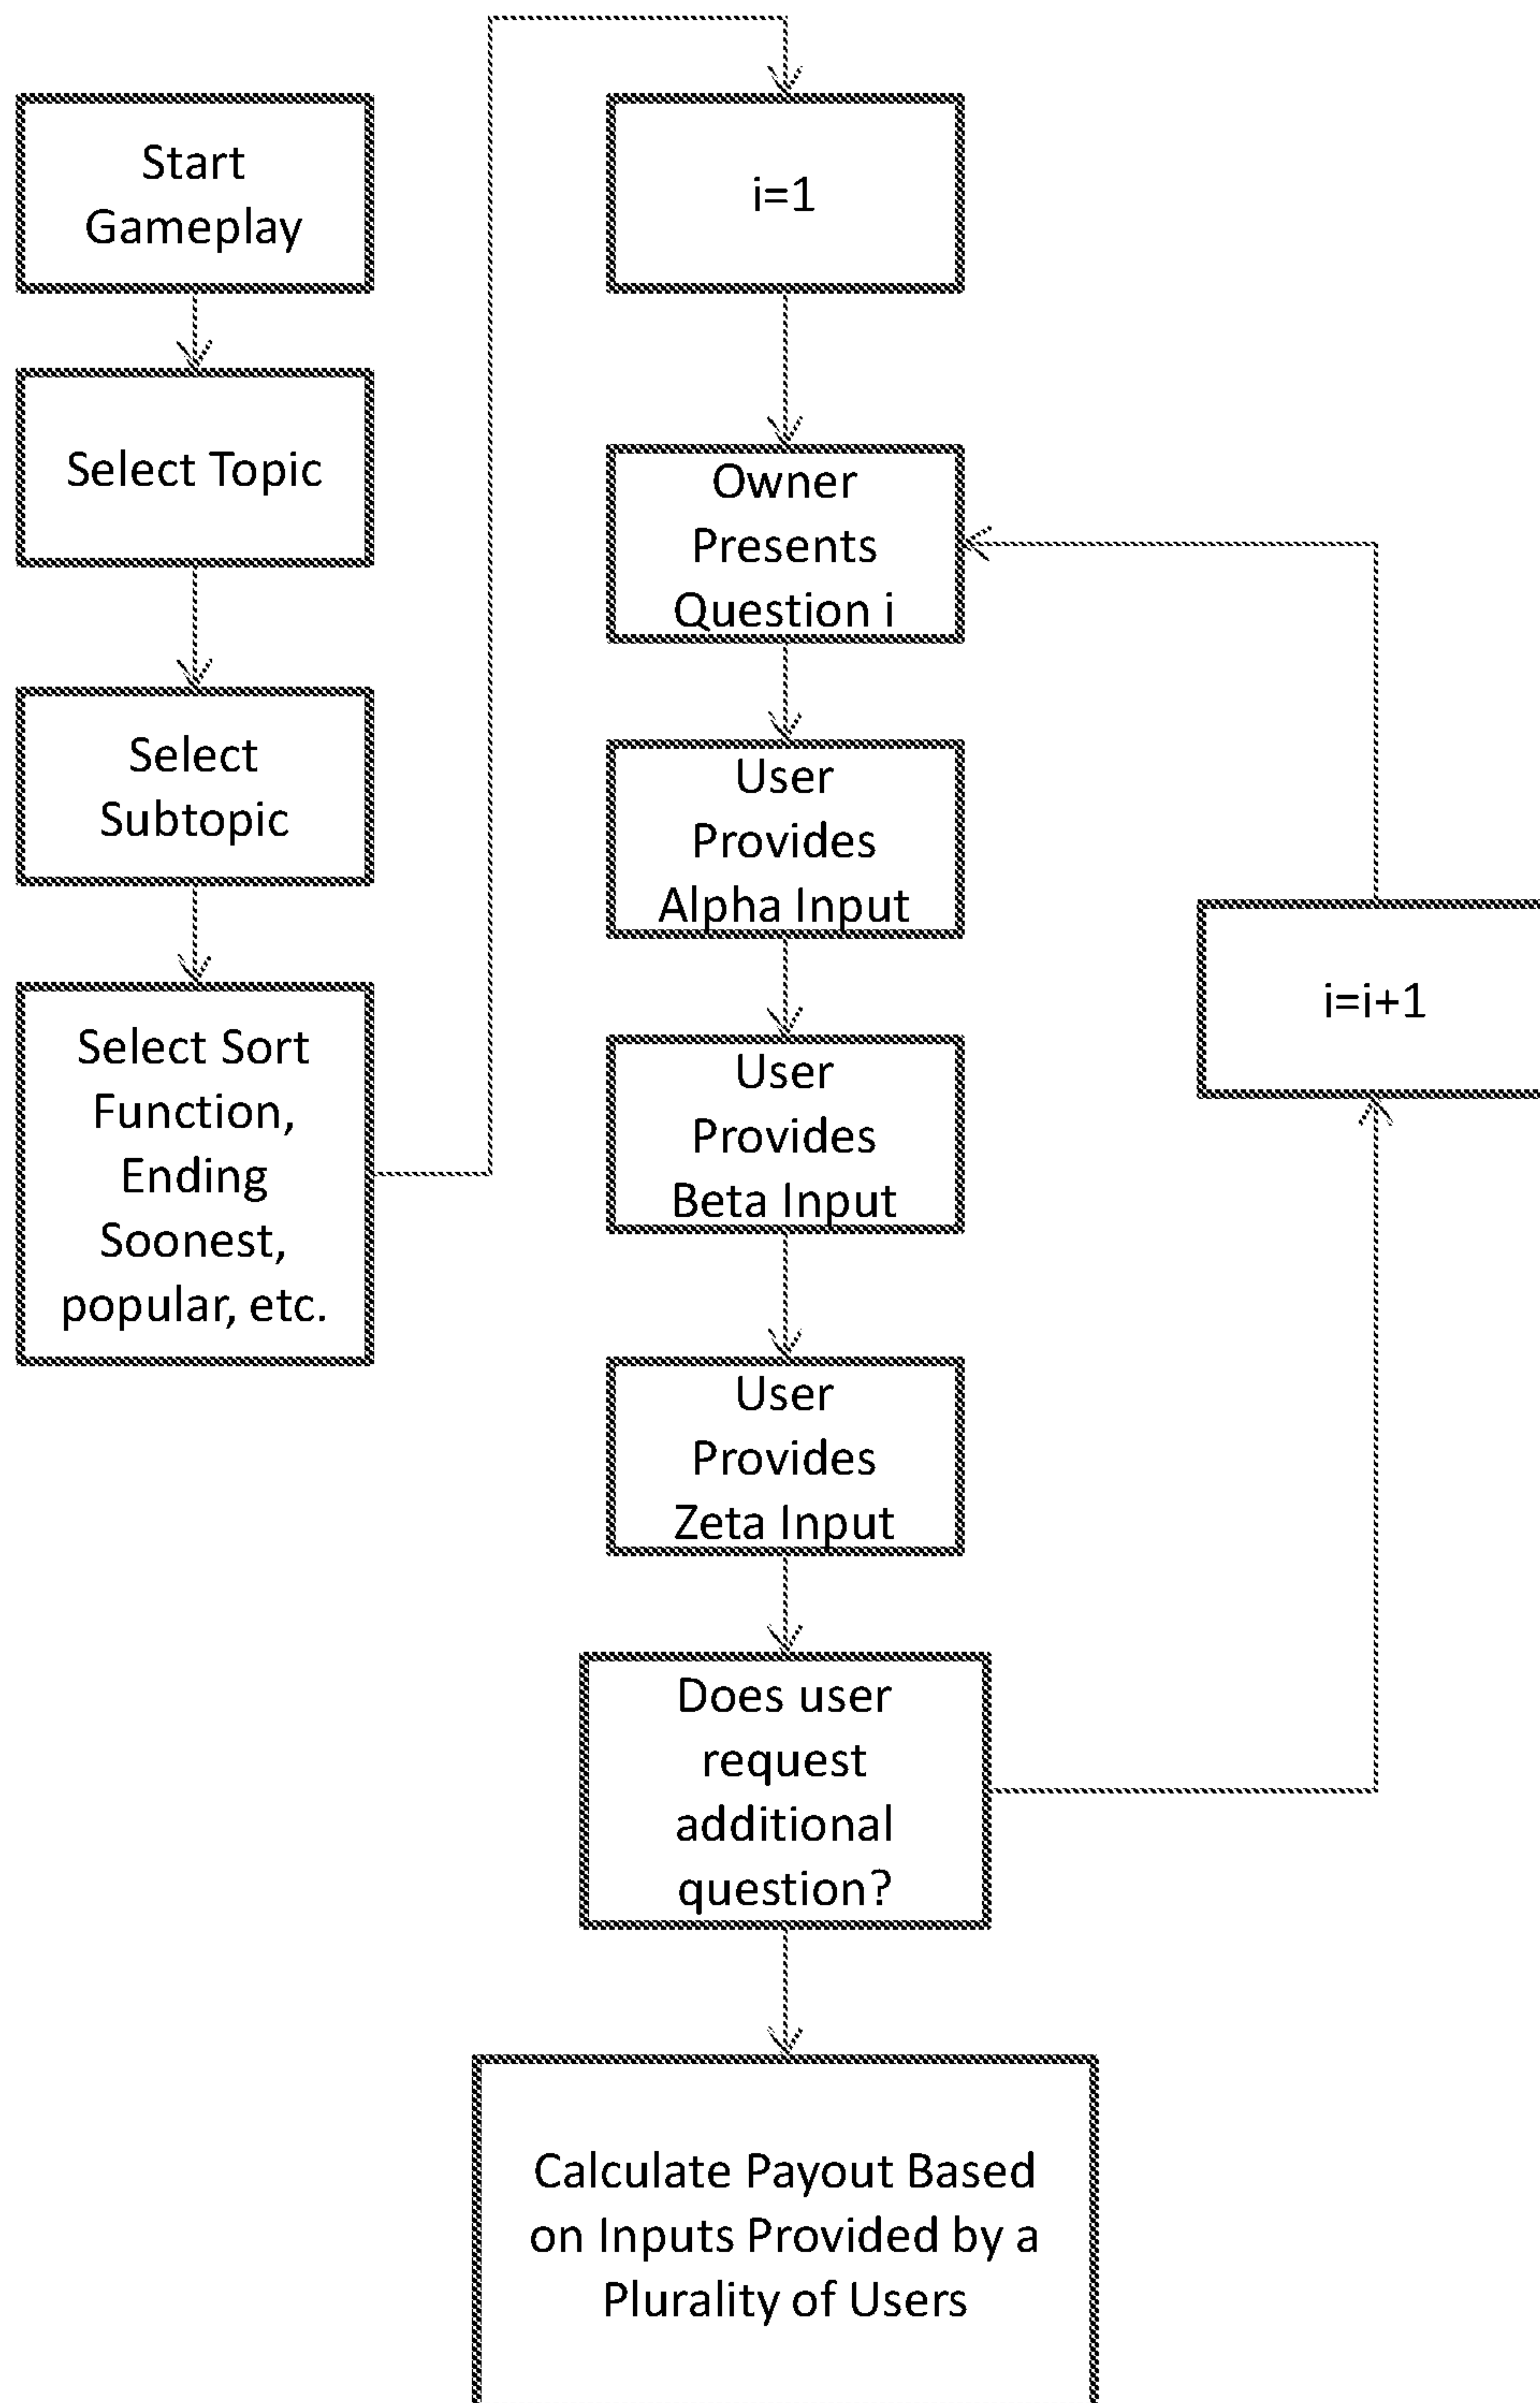 Start
Gameplay
Select Topic
Select
Subtopic
Select Sort
Function,
Ending
Soonest,
popular, etc.
i=1
Owner
Presents
Question i
User
Provides
Alpha Input
User
Provides
Beta Input
User
Provides
Zeta Input
Does user
request
additional
question?
i=i+1
Calculate Payout Based
on Inputs Provided by a
Plurality of Users